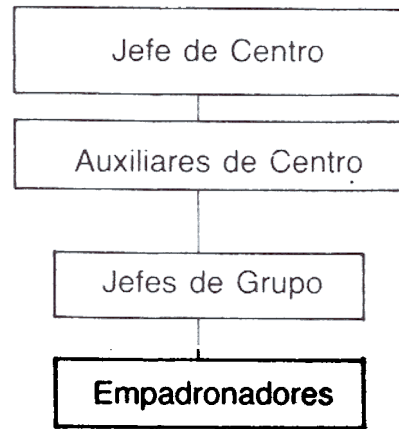 Jefe de Centro
Auxiliares de Centro
Jefes de Grupo
Empadronadores